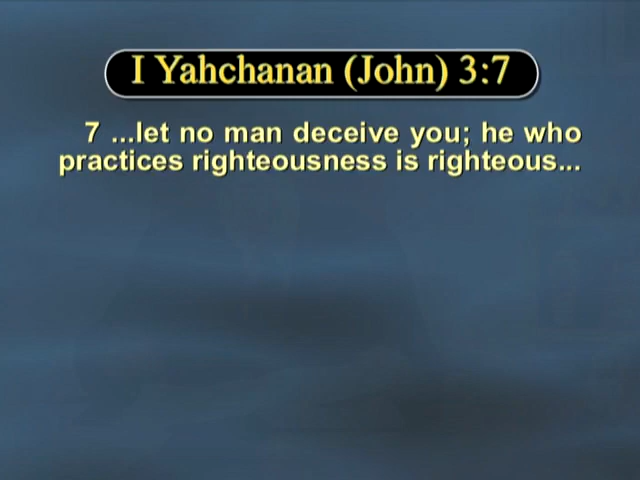 I Yahchanan (John) 3:7
7 ...let no man deceive you; he who
practices righteousness is righteous...